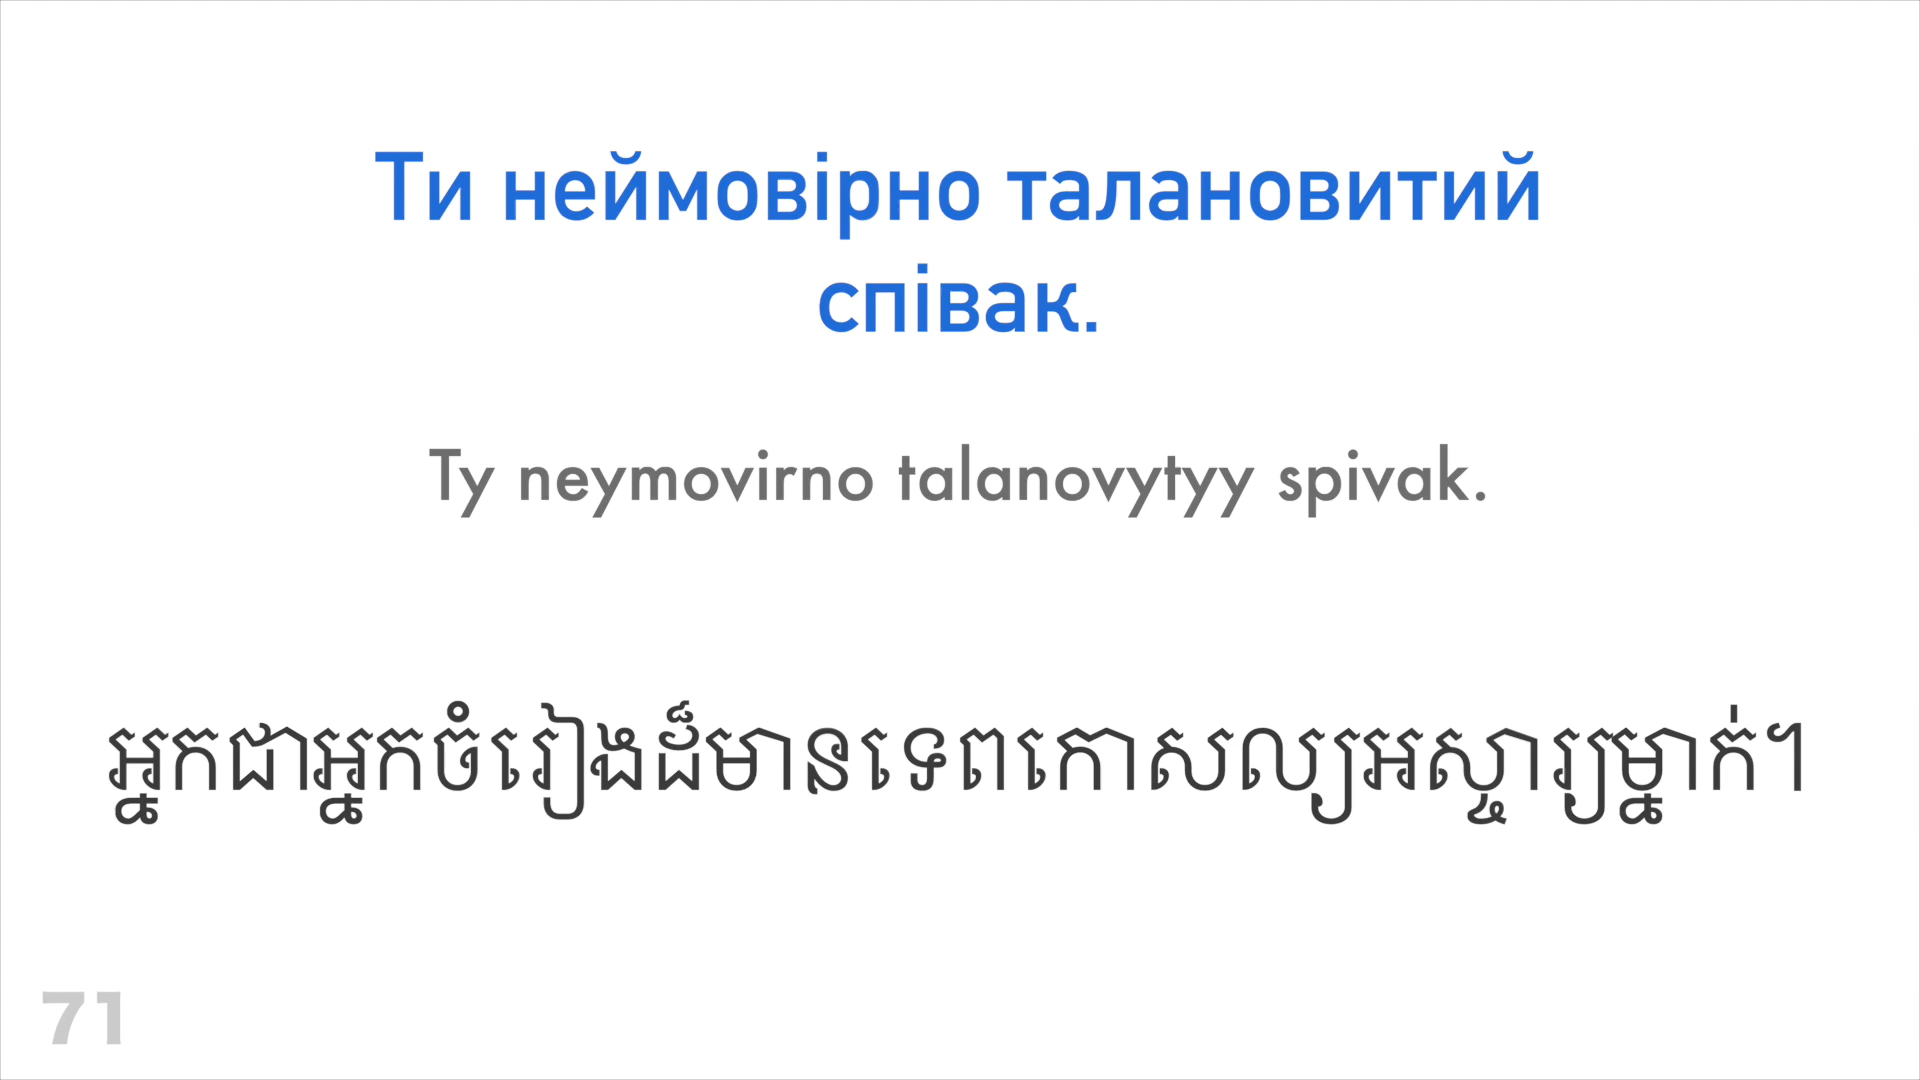 Ти неймовірно талановитий
співак.
Ty neymovirno talanovytyy spivak.
អ្នកជាអ្នកចំរៀងដ៏មានទេពកោសល្យអស្ចារ្យម្នាក់។
71